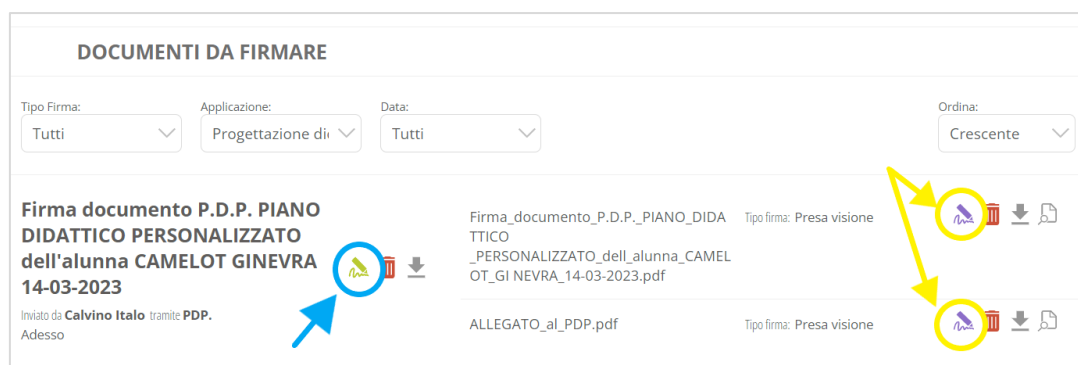 DOCUMENTI DA FIRMARE
Tipo Firma:
Applicazione:
Data:
Ordina:
Tutti
Progettazione di
Tutti
Crescente
Firma documento P.D.P. PIANO
DIDATTICO PERSONALIZZATO
dell'alunna CAMELOT GINEVRA
14-03-2023
Inviato da Calvino Italo tramite PDP.
Adesso
Firma_documento_P.D.P._PIANO_DIDA
TTICO
_PERSONALIZZATO_dell_alunna_CAMEL
OT_GI NEVRA_14-03-2023.pdf
Tipo firma: Presa visione
ALLEGATO_al_PDP.pdf
Tipo firma: Presa visione